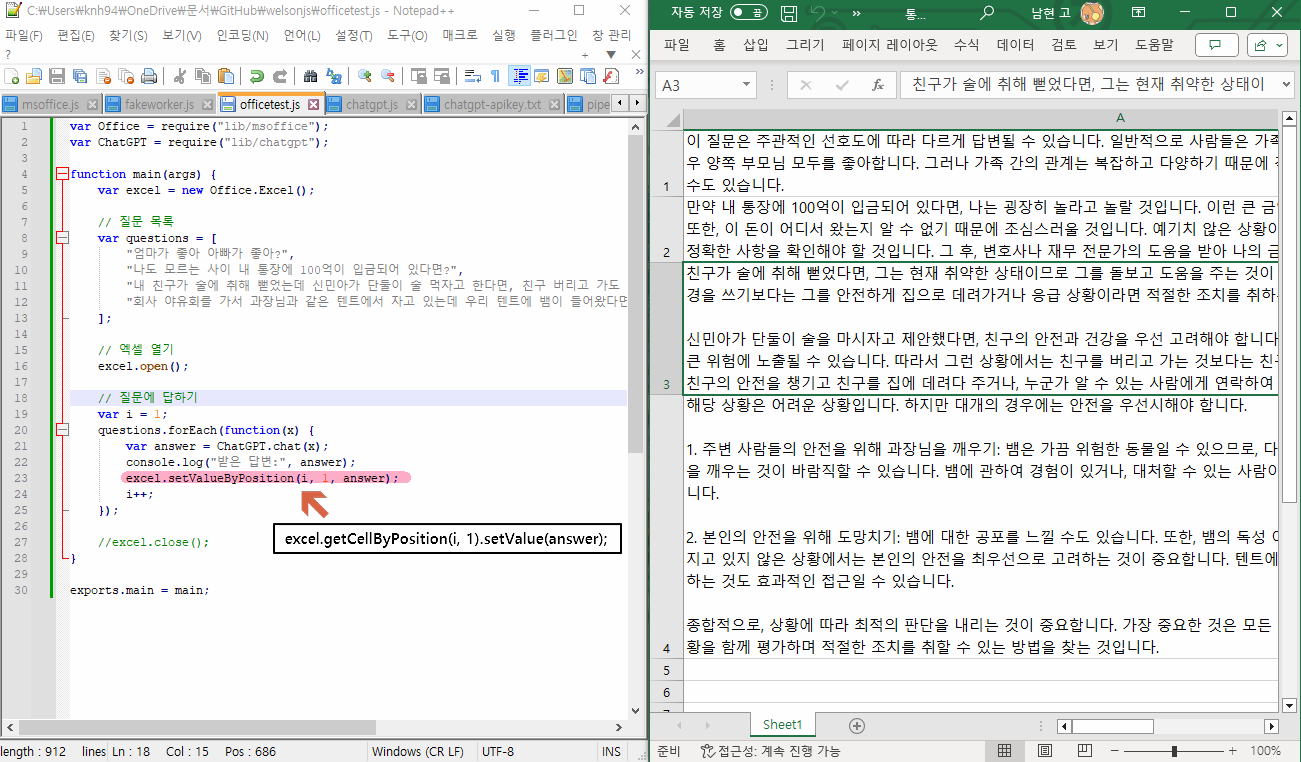 C:₩Users₩knh94₩OneDrive₩문서₩GitHub₩welsonjs₩officetest.js - Notepad++
파일(F) 편집(E) 찾기(S) 보기(V) 인코딩(N) 언어(L) 설정(T) 도구(O) 매크로 실행 플러그인 창 관리
?
+ ▼ X
msoffice.js fakeworker.js officetest.js chatgpt.js chatgpt-apikey.txt pipe
1 var Office = require("lib/msoffice");
2 var ChatGPT = require("lib/chatgpt");
3
4 function main(args) {
5 var excel = new Office.Excel();
6
7 // 질문 목록
8 var questions = [
9 "엄마가 좋아 아빠가 좋아?",
10 "나도 모르는 사이 내 통장에 100억이 입금되어 있다면?",
11 "내 친구가 술에 취해 뻗었는데 신민아가 단둘이 술 먹자고 한다면, 친구 버리고 가도
12 "회사 야유회를 가서 과장님과 같은 텐트에서 자고 있는데 우리 텐트에 뱀이 들어왔다면
13 ];
14
15 // 엑셀 열기
16 excel.open();
17
18 // 질문에 답하기
19 var i = 1;
20 questions.forEach(function(x) {
21 var answer = ChatGPT.chat(x);
22 console.log("받은 답변:", answer);
23 excel.setValueByPosition(i, 1, answer);
24 i++;
25 });
26
27 //excel.close();
28 }
29
30 exports.main = main;
excel.getCellByPosition(i, 1).setValue(answer);
length : 912 lines Ln : 18 Col : 15 Pos : 686 Windows (CR LF) UTF-8 INS
자동 저장 끔 » 통... 남현 고
파일 홈 삽입 그리기 페이지 레이아웃 수식 데이터 검토 보기 도움말
A3 fx 친구가 술에 취해 뻗었다면, 그는 현재 취약한 상태이
A
이 질문은 주관적인 선호도에 따라 다르게 답변될 수 있습니다. 일반적으로 사람들은 가족
우 양쪽 부모님 모두를 좋아합니다. 그러나 가족 간의 관계는 복잡하고 다양하기 때문에
1 수도 있습니다.
만약 내 통장에 100억이 입금되어 있다면, 나는 굉장히 놀라고 놀랄 것입니다. 이런 큰 금
또한, 이 돈이 어디서 왔는지 알 수 없기 때문에 조심스러울 것입니다. 예기치 않은 상황이
2 정확한 사항을 확인해야 할 것입니다. 그 후, 변호사나 재무 전문가의 도움을 받아 나의 금
친구가 술에 취해 뻗었다면, 그는 현재 취약한 상태이므로 그를 돌보고 도움을 주는 것이
경을 쓰기보다는 그를 안전하게 집으로 데려가거나 응급 상황이라면 적절한 조치를 취하
신민아가 단둘이 술을 마시자고 제안했다면, 친구의 안전과 건강을 우선 고려해야 합니다
큰 위험에 노출될 수 있습니다. 따라서 그런 상황에서는 친구를 버리고 가는 것보다는 친구
3 친구의 안전을 챙기고 친구를 집에 데려다 주거나, 누군가 알 수 있는 사람에게 연락하여
해당 상황은 어려운 상황입니다. 하지만 대개의 경우에는 안전을 우선시해야 합니다.
1. 주변 사람들의 안전을 위해 과장님을 깨우기: 뱀은 가끔 위험한 동물일 수 있으므로, 다
을 깨우는 것이 바람직할 수 있습니다. 뱀에 관하여 경험이 있거나, 대처할 수 있는 사람이
니다.
2. 본인의 안전을 위해 도망치기: 뱀에 대한 공포를 느낄 수도 있습니다. 또한, 뱀의 독성
지고 있지 않은 상황에서는 본인의 안전을 최우선으로 고려하는 것이 중요합니다. 텐트에
하는 것도 효과적인 접근일 수 있습니다.
종합적으로, 상황에 따라 최적의 판단을 내리는 것이 중요합니다. 가장 중요한 것은 모든
4 황을 함께 평가하며 적절한 조치를 취할 수 있는 방법을 찾는 것입니다.
5
6
Sheet1
준비 접근성: 계속 진행 가능 100%